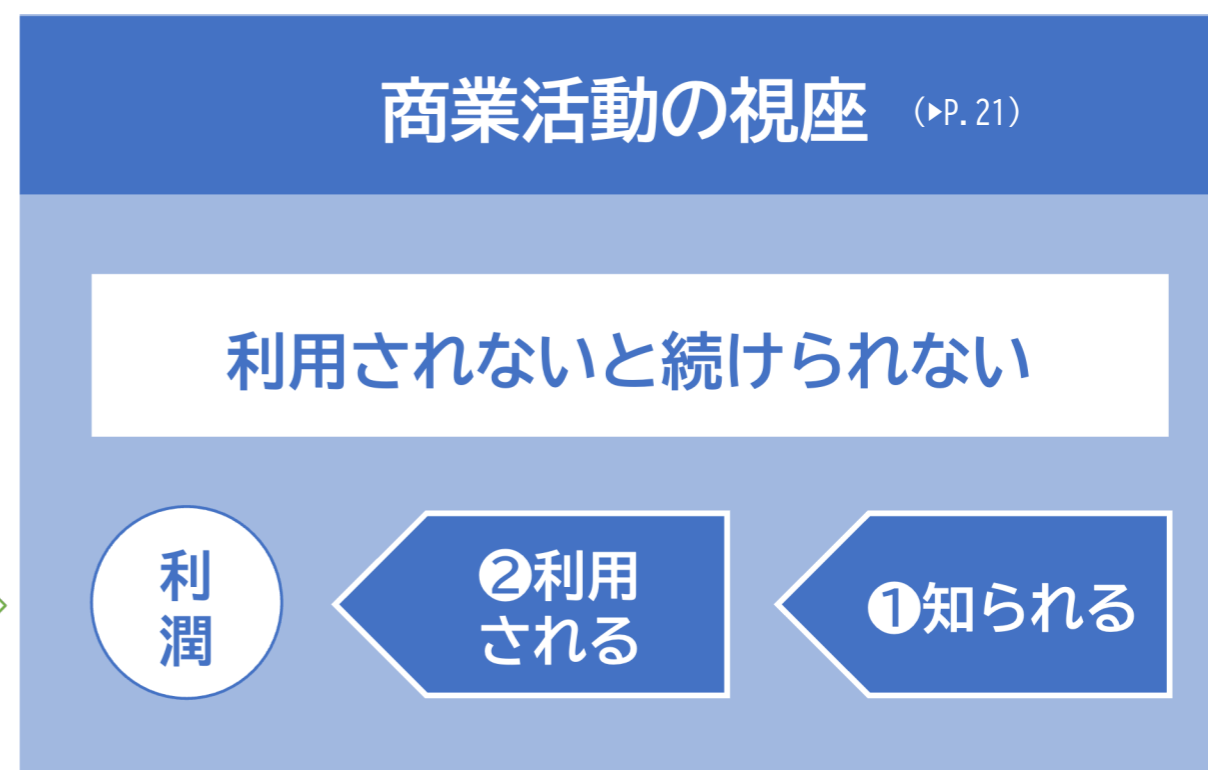 商業活動の視座 (▶P.21)
利用されないと続けられない
利
潤
❷利用
される
❶知られる